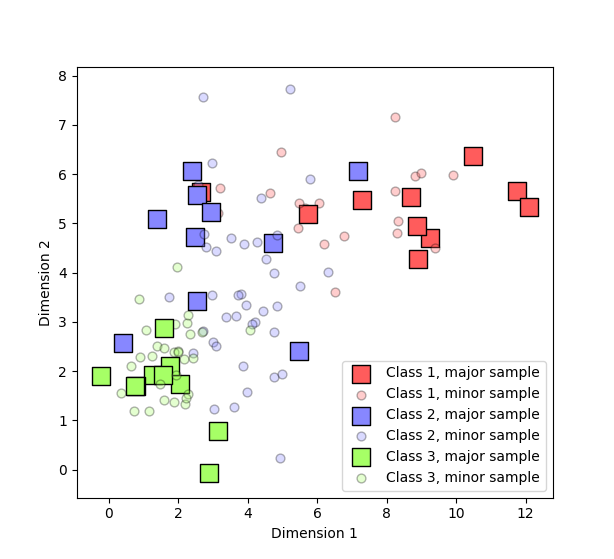 8
7
6
5
4
3
2
1
0
Dimension 2
0 2 4 6 8 10 12
Dimension 1
Class 1, major sample
Class 1, minor sample
Class 2, major sample
Class 2, minor sample
Class 3, major sample
Class 3, minor sample